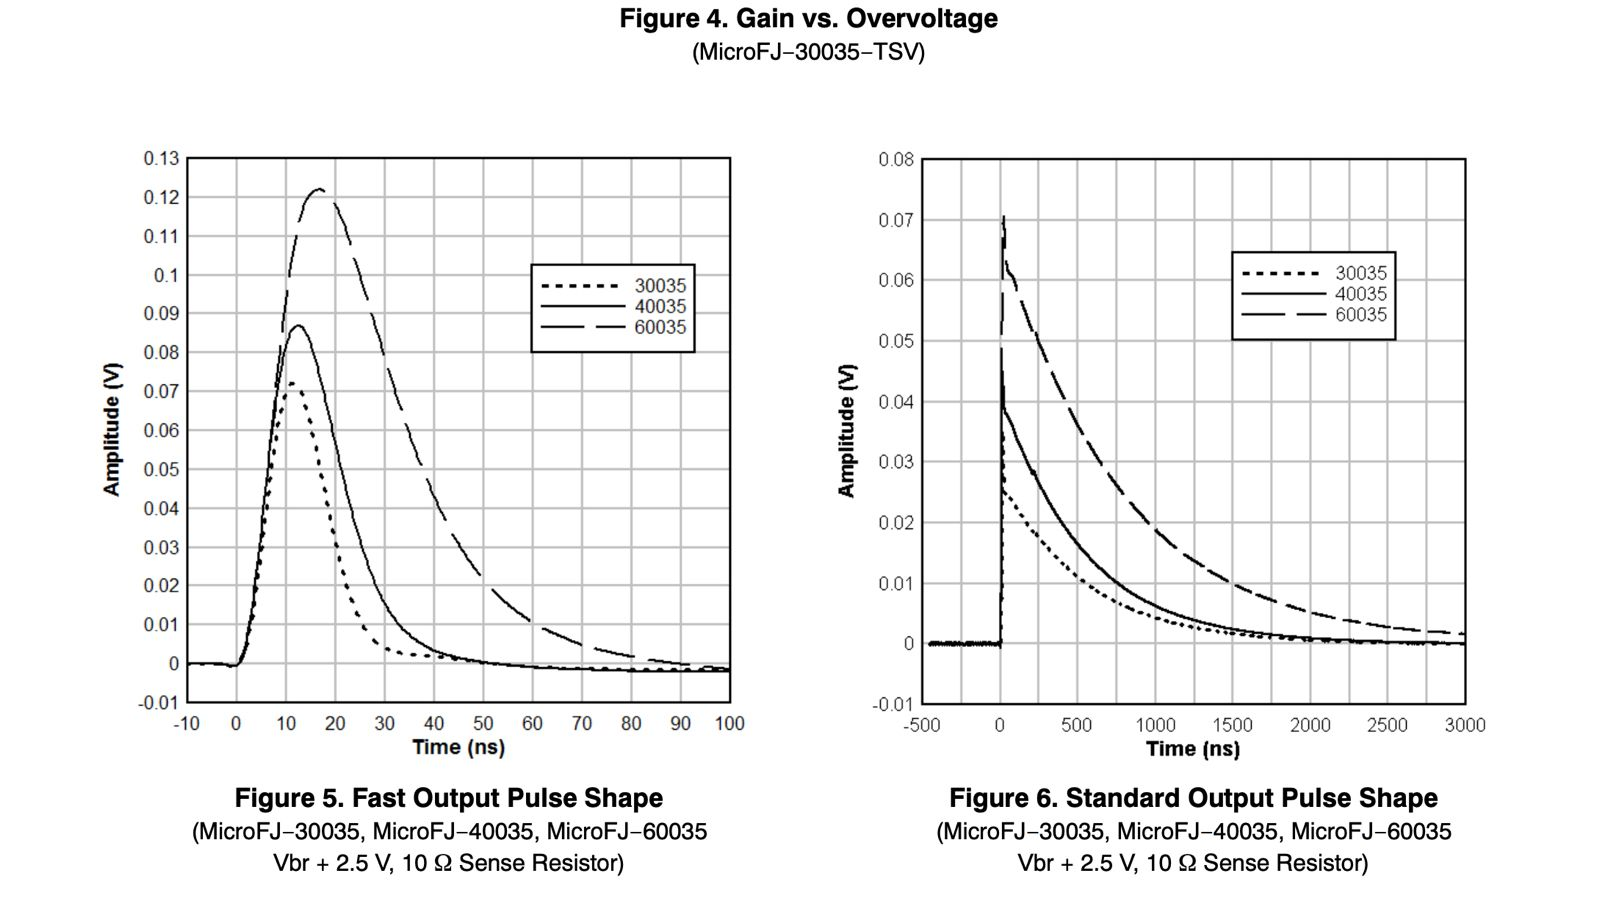 Figure 4. Gain vs. Overvoltage
(MicroFJ−30035−TSV)
0.13
0.12
0.11
0.1
0.09
0.08
0.07
0.06
0.05
0.04
0.03
0.02
0.01
0
-0.01
Amplitude (V)
30035
40035
60035
-10 0 10 20 30 40 50 60 70 80 90 100
Time (ns)
Figure 5. Fast Output Pulse Shape
(MicroFJ−30035, MicroFJ−40035, MicroFJ−60035
Vbr + 2.5 V, 10 Ω Sense Resistor)
0.08
0.07
0.06
0.05
0.04
0.03
0.02
0.01
0
-0.01
Amplitude (V)
30035
40035
60035
-500 0 500 1000 1500 2000 2500 3000
Time (ns)
Figure 6. Standard Output Pulse Shape
(MicroFJ−30035, MicroFJ−40035, MicroFJ−60035
Vbr + 2.5 V, 10 Ω Sense Resistor)